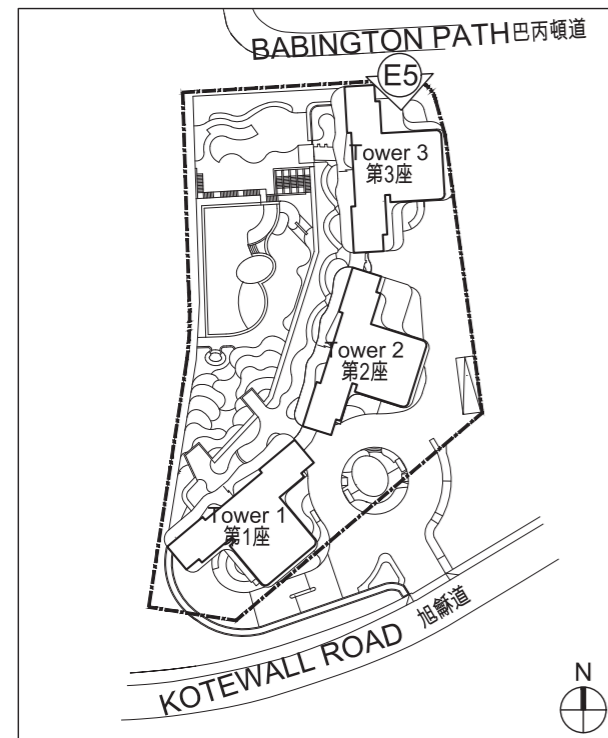 BABINGTON PATH巴丙頓道
E5
Tower 3
第3座
Tower 2
第2座
Tower 1
第1座
KOTEWALL ROAD 旭龢道
N